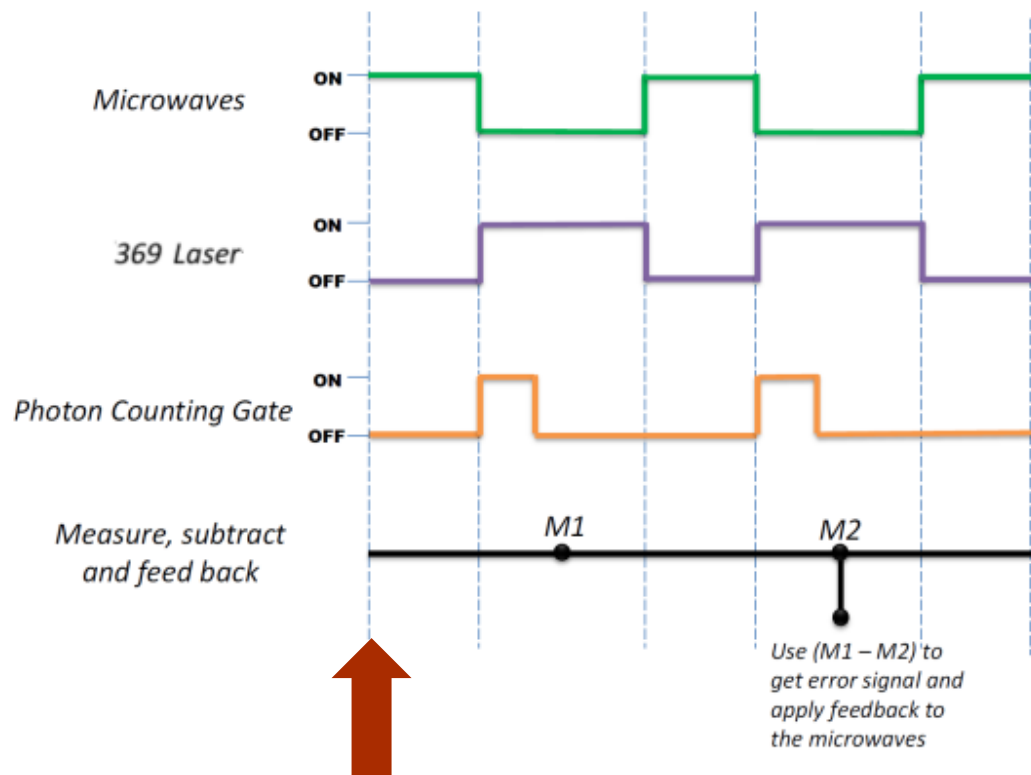 Microwaves
ON
OFF
369 Laser
ON
OFF
Photon Counting Gate
ON
OFF
Measure, subtract
and feed back
M1
M2
Use (M1 – M2) to
get error signal and
apply feedback to
the microwaves